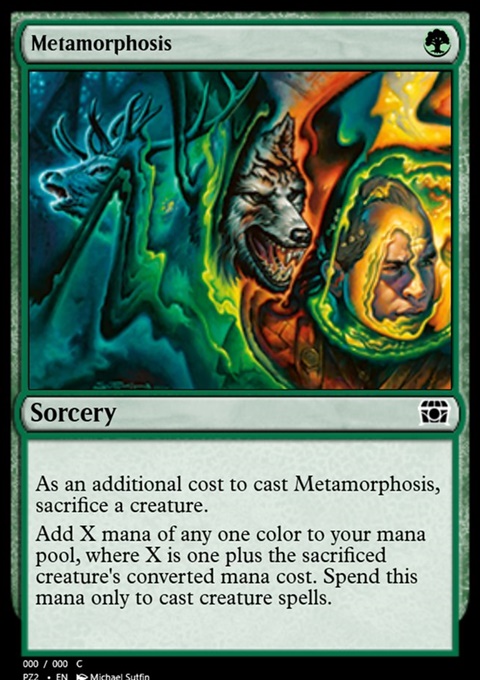 Metamorphosis
Sorcery
As an additional cost to cast Metamorphosis,
sacrifice a creature.
Add X mana of any one color to your mana
pool, where X is one plus the sacrificed
creature's converted mana cost. Spend this
mana only to cast creature spells.
000 / 000 C
PZ2 • EN Michael Sutfin